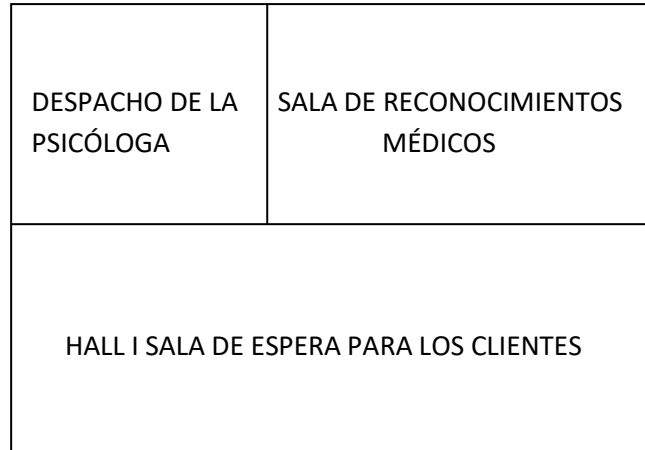 DESPACHO DE LA
PSICÓLOGA
SALA DE RECONOCIMIENTOS
MÉDICOS
HALL I SALA DE ESPERA PARA LOS CLIENTES